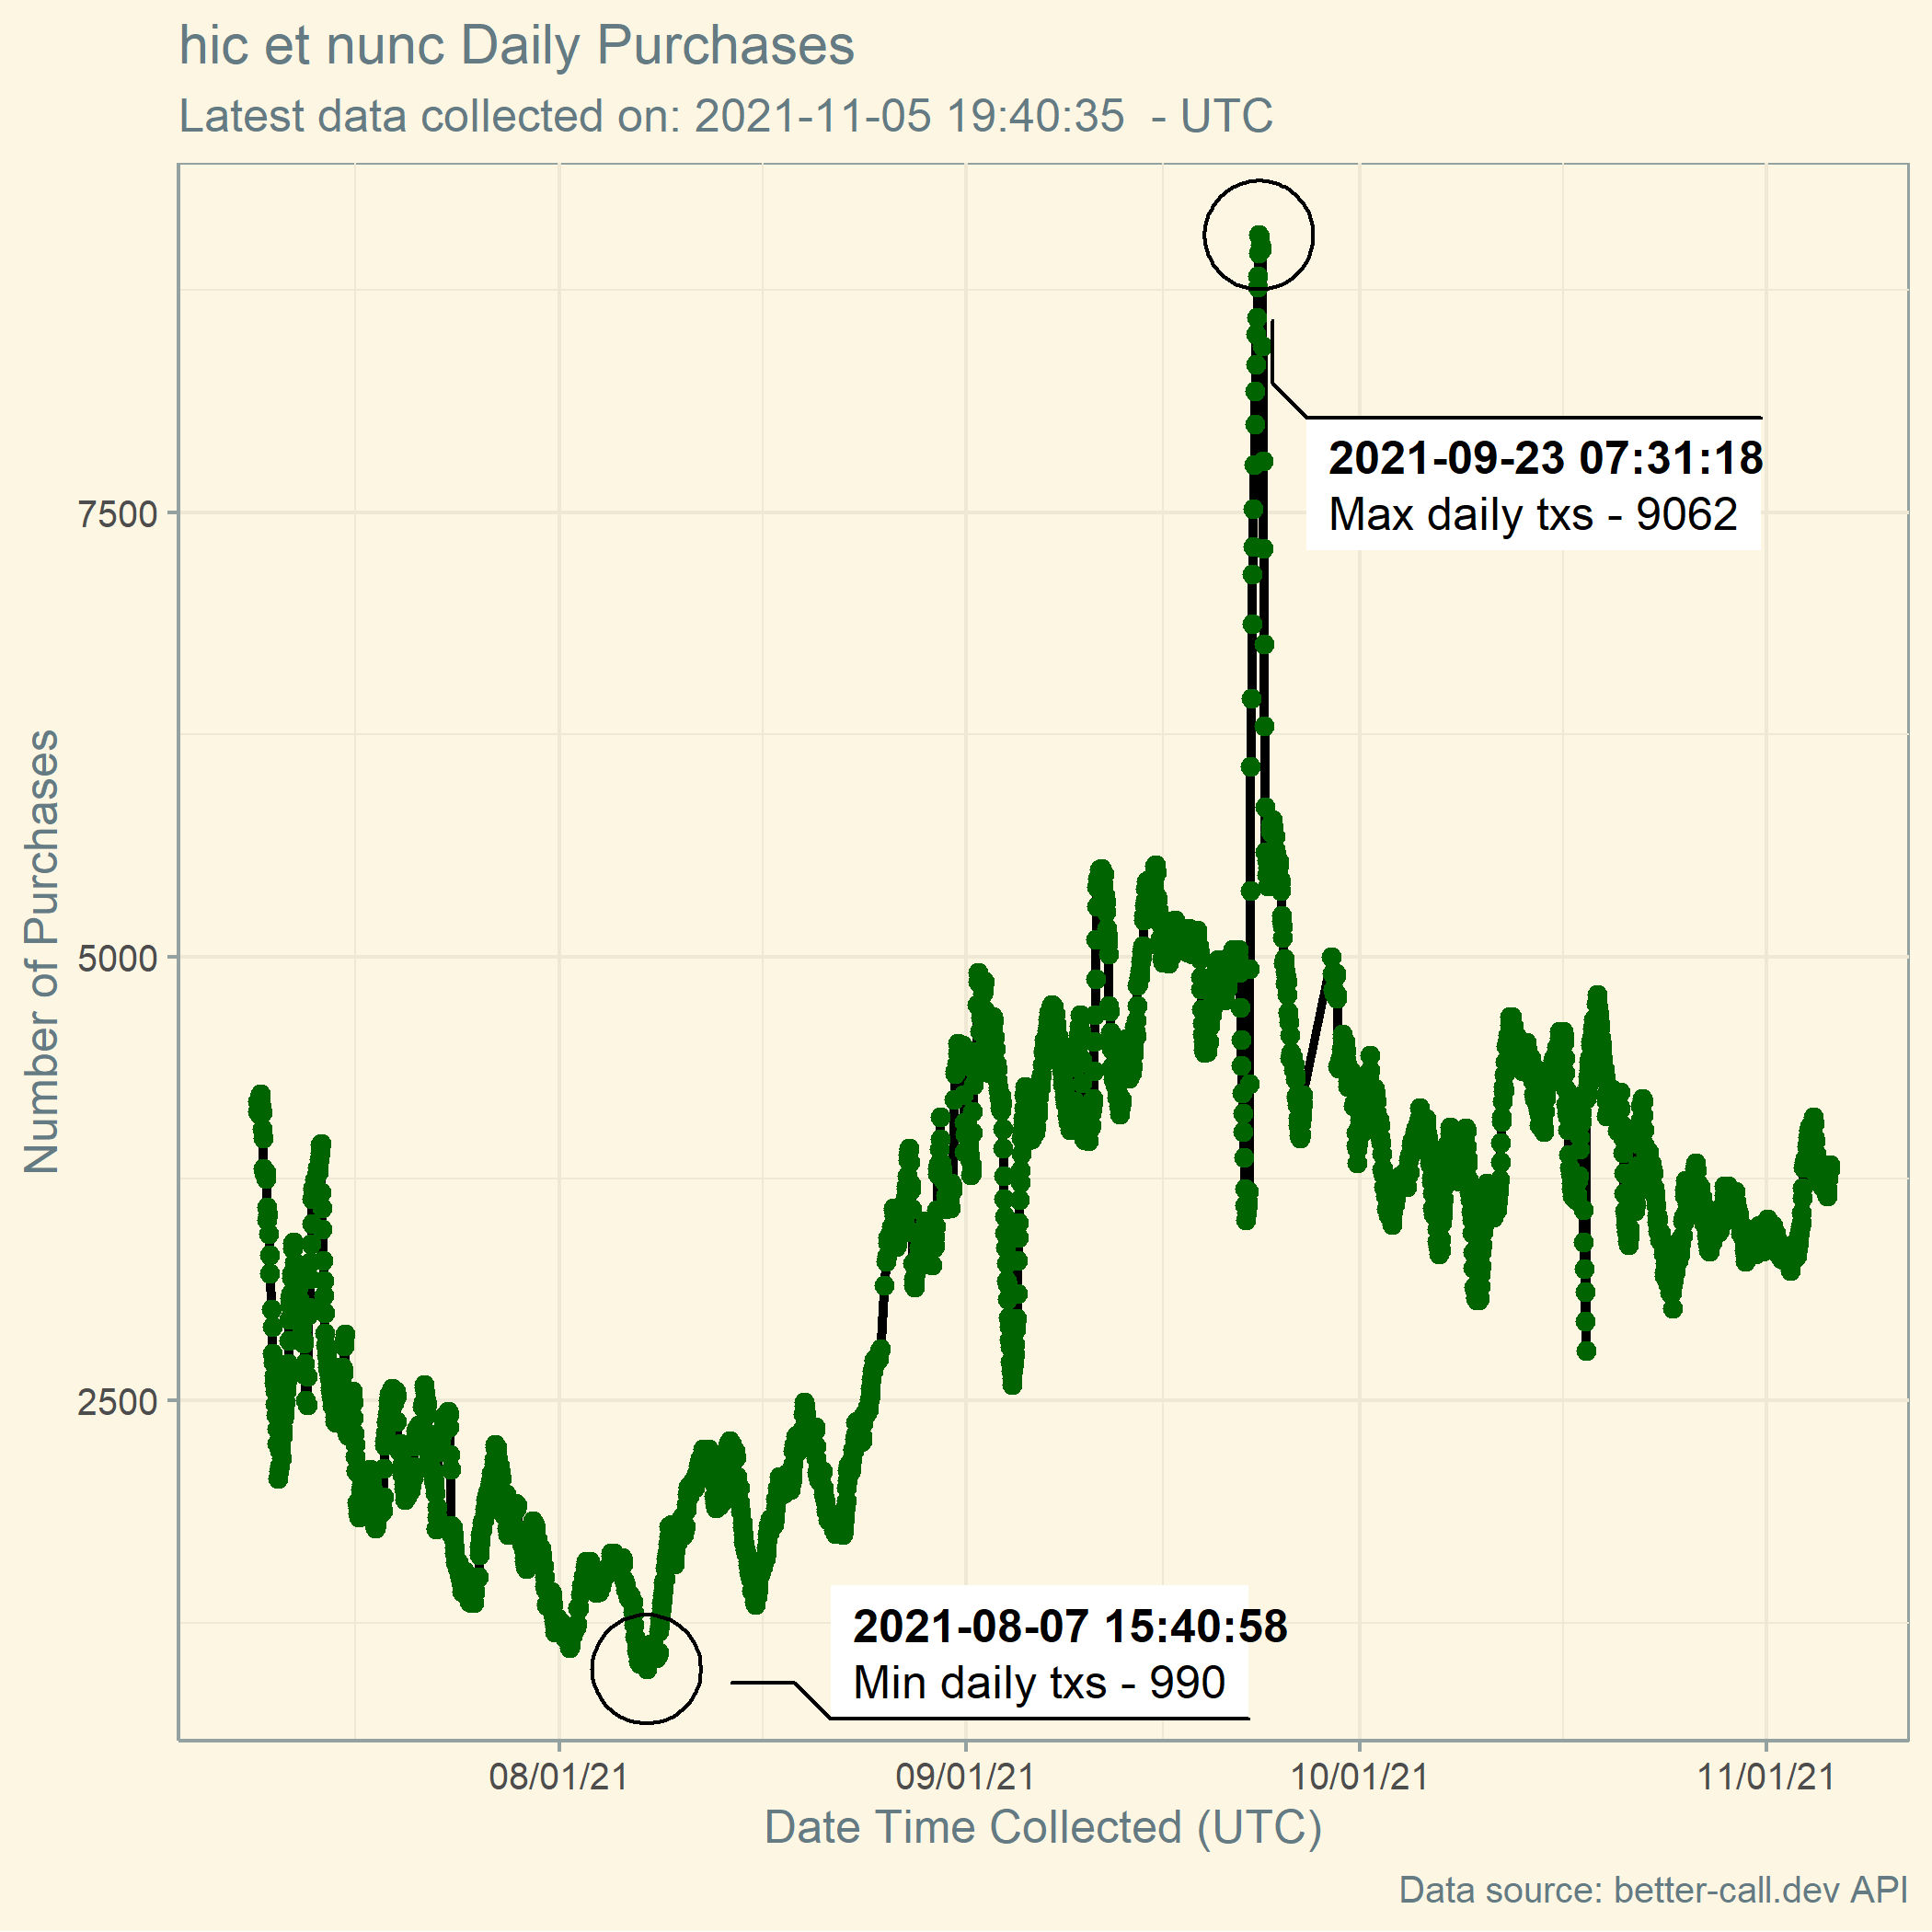 hic et nunc Daily Purchases
Latest data collected on: 2021-11-05 19:40:35  - UTC
2021-09-23 07:31:18
Max daily txs - 9062
7500
5000
2500
Number of Purchases
2021-08-07 15:40:58
Min daily txs - 990
08/01/21
09/01/21
10/01/21
11/01/21
Date Time Collected (UTC)
Data source: better-call.dev API